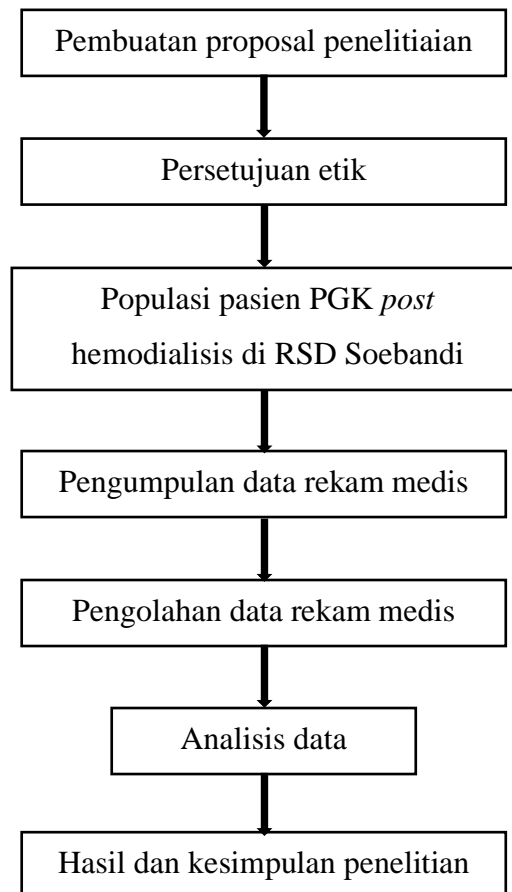 Pembuatan proposal penelitiaian
Persetujuan etik
Populasi pasien PGK post
hemodialisis di RSD Soebandi
Pengumpulan data rekam medis
Pengolahan data rekam medis
Analisis data
Hasil dan kesimpulan penelitian